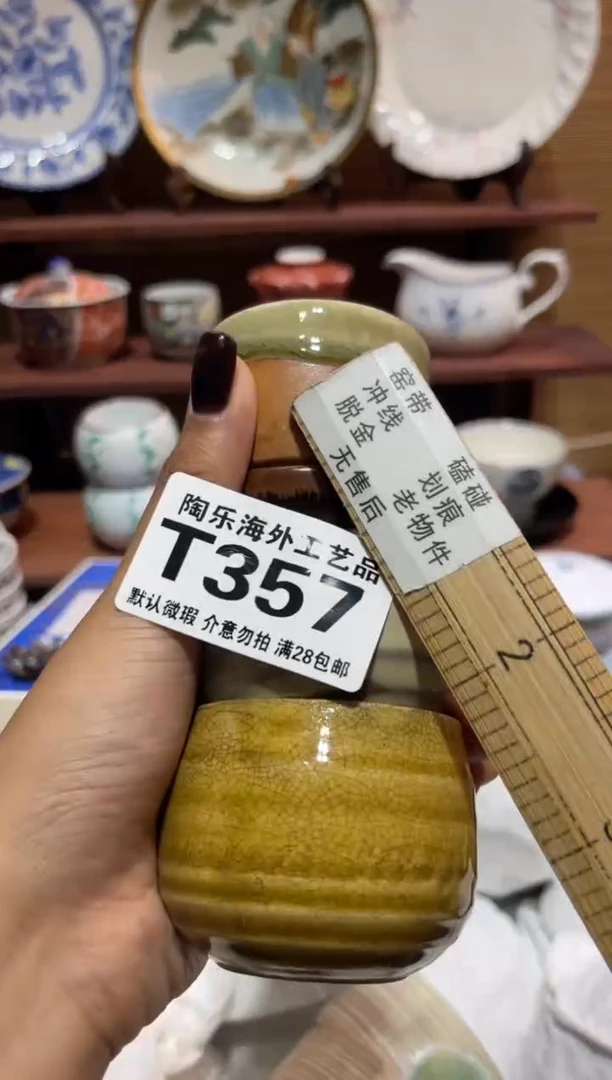 陶乐海外工艺品
T357
默认微瑕 介意勿拍 满28包邮
窑带
冲线
脱金
无售后
磕碰
划痕
老物件
2